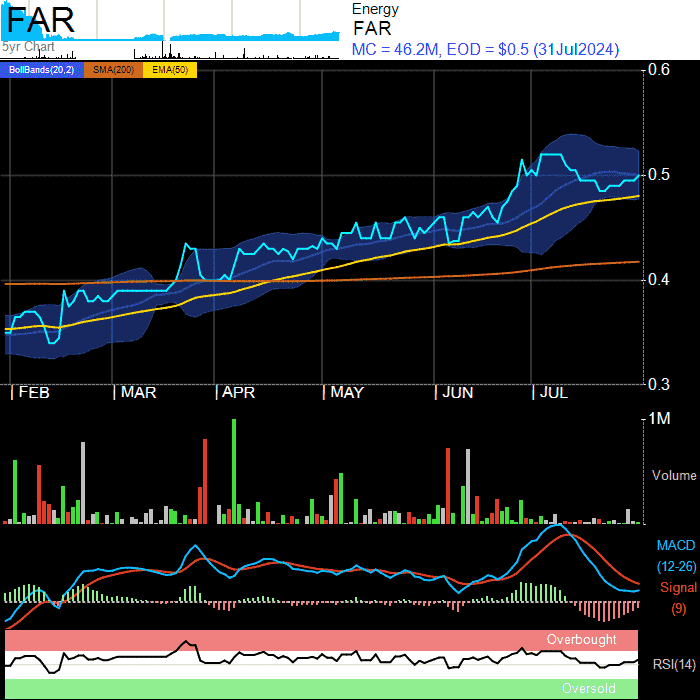 FAR
5yr Chart
Energy
FAR
MC = 46.2M, EOD = $0.5 (31Jul2024)
BollBands(20,2) SMA(200) EMA(50)
0.6
0.5
0.4
0.3
FEB MAR APR MAY JUN JUL
1M
Volume
MACD
(12-26)
Signal
(9)
Overbought
RSI(14)
Oversold